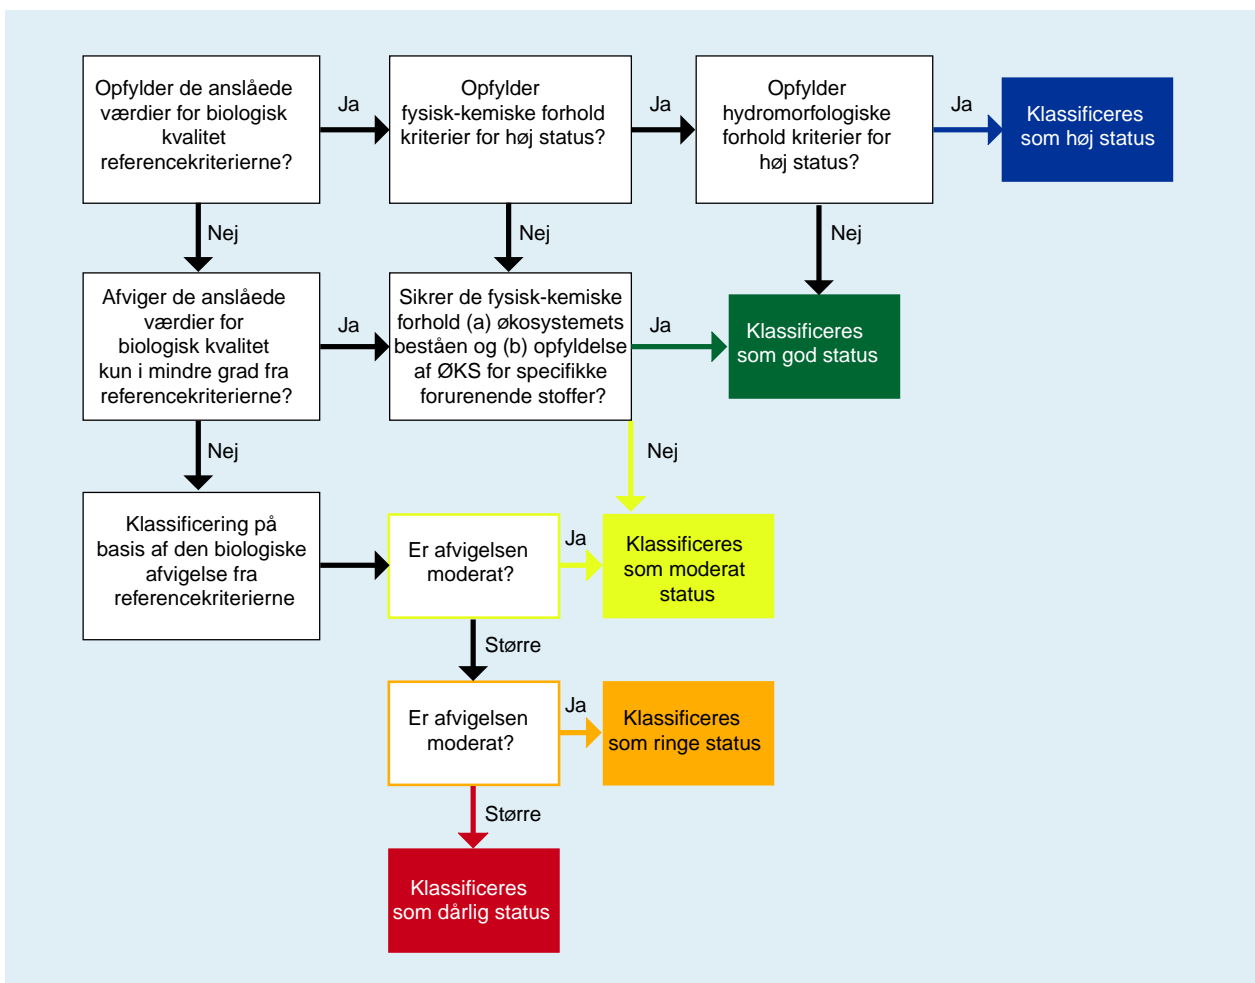 Opfylder de anslåede
værdier for biologisk
kvalitet
referencekriterierne?
Ja
Opfylder
fysisk-kemiske forhold
kriterier for høj status?
Ja
Opfylder
hydromorfologiske
forhold kriterier for
høj status?
Ja
Klassificeres
som høj status
Nej
Nej
Nej
Afviger de anslåede
værdier for
biologisk kvalitet
kun i mindre grad fra
referencekriterierne?
Ja
Sikrer de fysisk-kemiske
forhold (a) økosystemets
beståen og (b) opfyldelse
af ØKS for specifikke
forurenende stoffer?
Ja
Klassificeres
som god status
Nej
Nej
Klassificering på
basis af den biologiske
afvigelse fra
referencekriterierne
Er afvigelsen
moderat?
Ja
Klassificeres
som moderat
status
Større
Er afvigelsen
moderat?
Ja
Klassificeres
som ringe status
Større
Klassificeres
som dårlig status